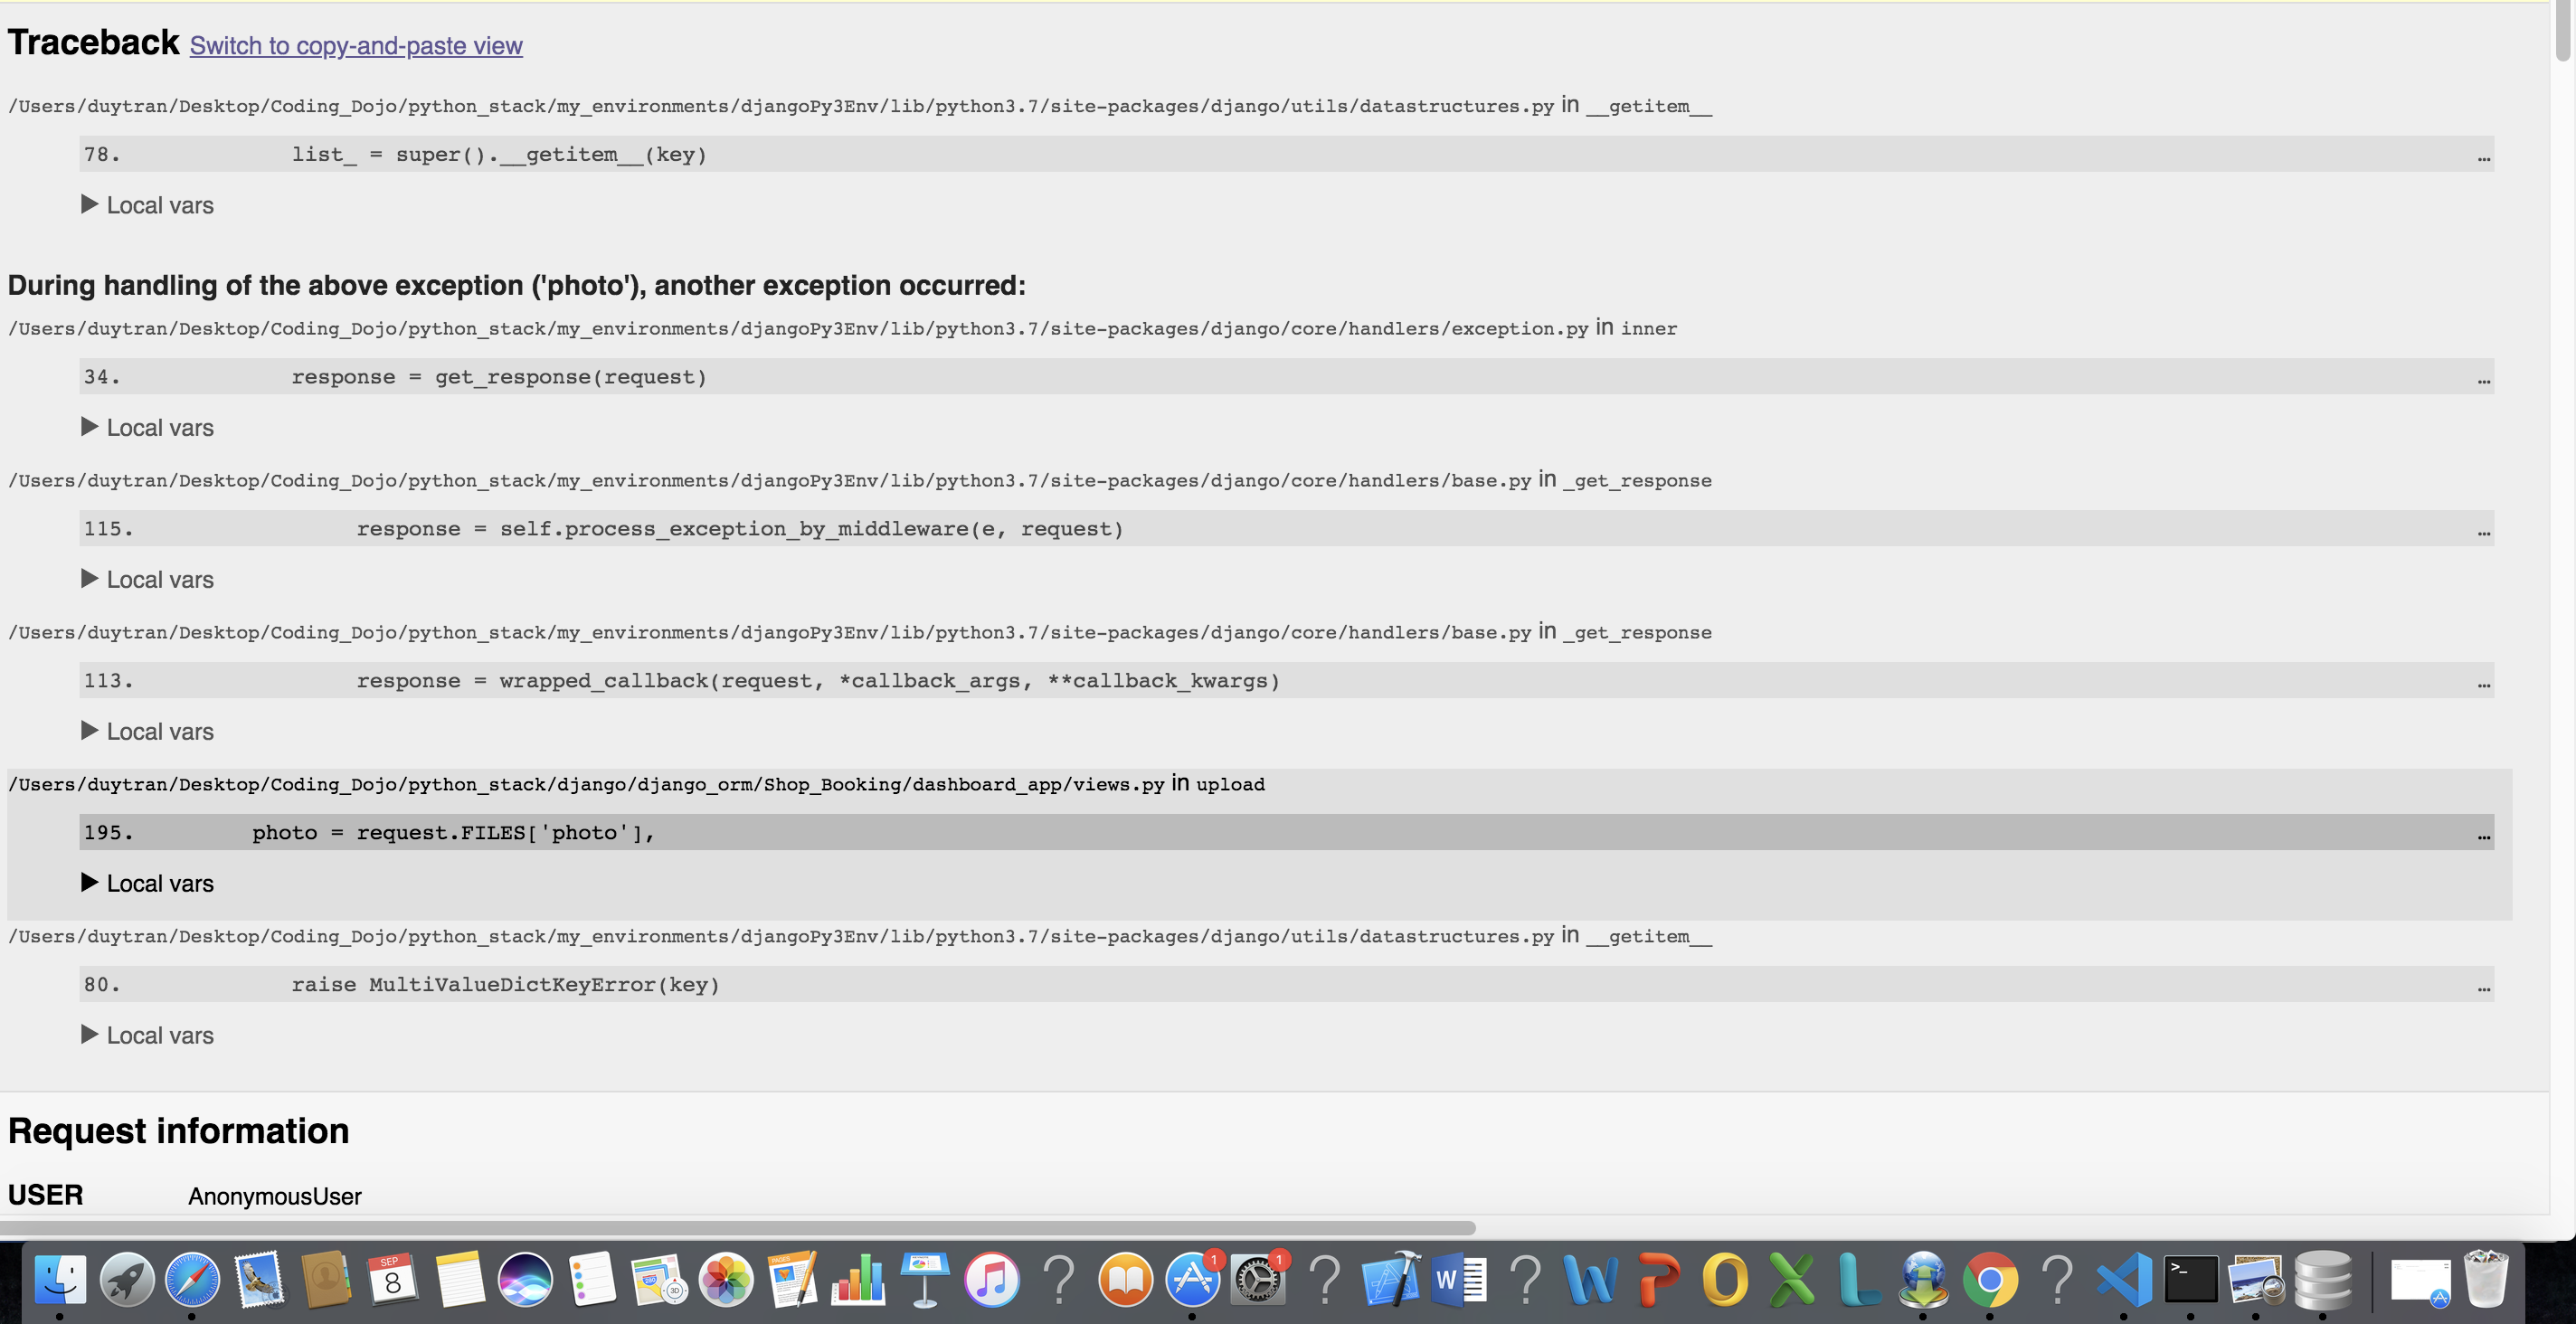 Traceback Switch to copy-and-paste view
/Users/duytran/Desktop/Coding_Dojo/python_stack/my_environments/djangoPy3Env/lib/python3.7/site-packages/django/utils/datastructures.py in __getitem__
78. list_ = super().__getitem__(key) …
▶ Local vars
During handling of the above exception ('photo'), another exception occurred:
/Users/duytran/Desktop/Coding_Dojo/python_stack/my_environments/djangoPy3Env/lib/python3.7/site-packages/django/core/handlers/exception.py in inner
34. response = get_response(request) …
▶ Local vars
/Users/duytran/Desktop/Coding_Dojo/python_stack/my_environments/djangoPy3Env/lib/python3.7/site-packages/django/core/handlers/base.py in _get_response
115. response = self.process_exception_by_middleware(e, request) …
▶ Local vars
/Users/duytran/Desktop/Coding_Dojo/python_stack/my_environments/djangoPy3Env/lib/python3.7/site-packages/django/core/handlers/base.py in _get_response
113. response = wrapped_callback(request, *callback_args, **callback_kwargs) …
▶ Local vars
/Users/duytran/Desktop/Coding_Dojo/python_stack/django/django_orm/Shop_Booking/dashboard_app/views.py in upload
195. photo = request.FILES['photo'], …
▶ Local vars
/Users/duytran/Desktop/Coding_Dojo/python_stack/my_environments/djangoPy3Env/lib/python3.7/site-packages/django/utils/datastructures.py in __getitem__
80. raise MultiValueDictKeyError(key) …
▶ Local vars
Request information
USER AnonymousUser
SEP
8
PAGES
280
3D
?
1
1
?
W
?
?
>_